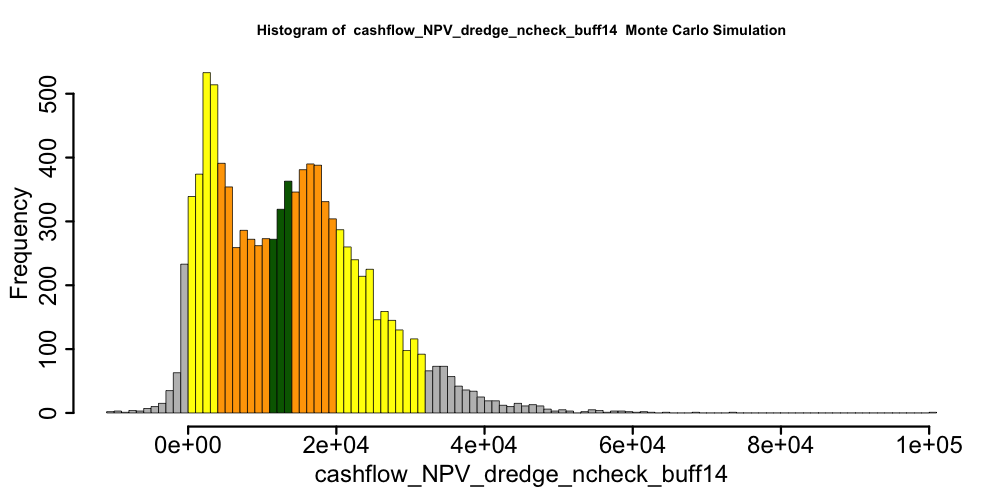 Histogram of  cashflow_NPV_dredge_ncheck_buff14  Monte Carlo Simulation
Frequency
500
400
300
200
100
0
0e+00 2e+04 4e+04 6e+04 8e+04 1e+05
cashflow_NPV_dredge_ncheck_buff14